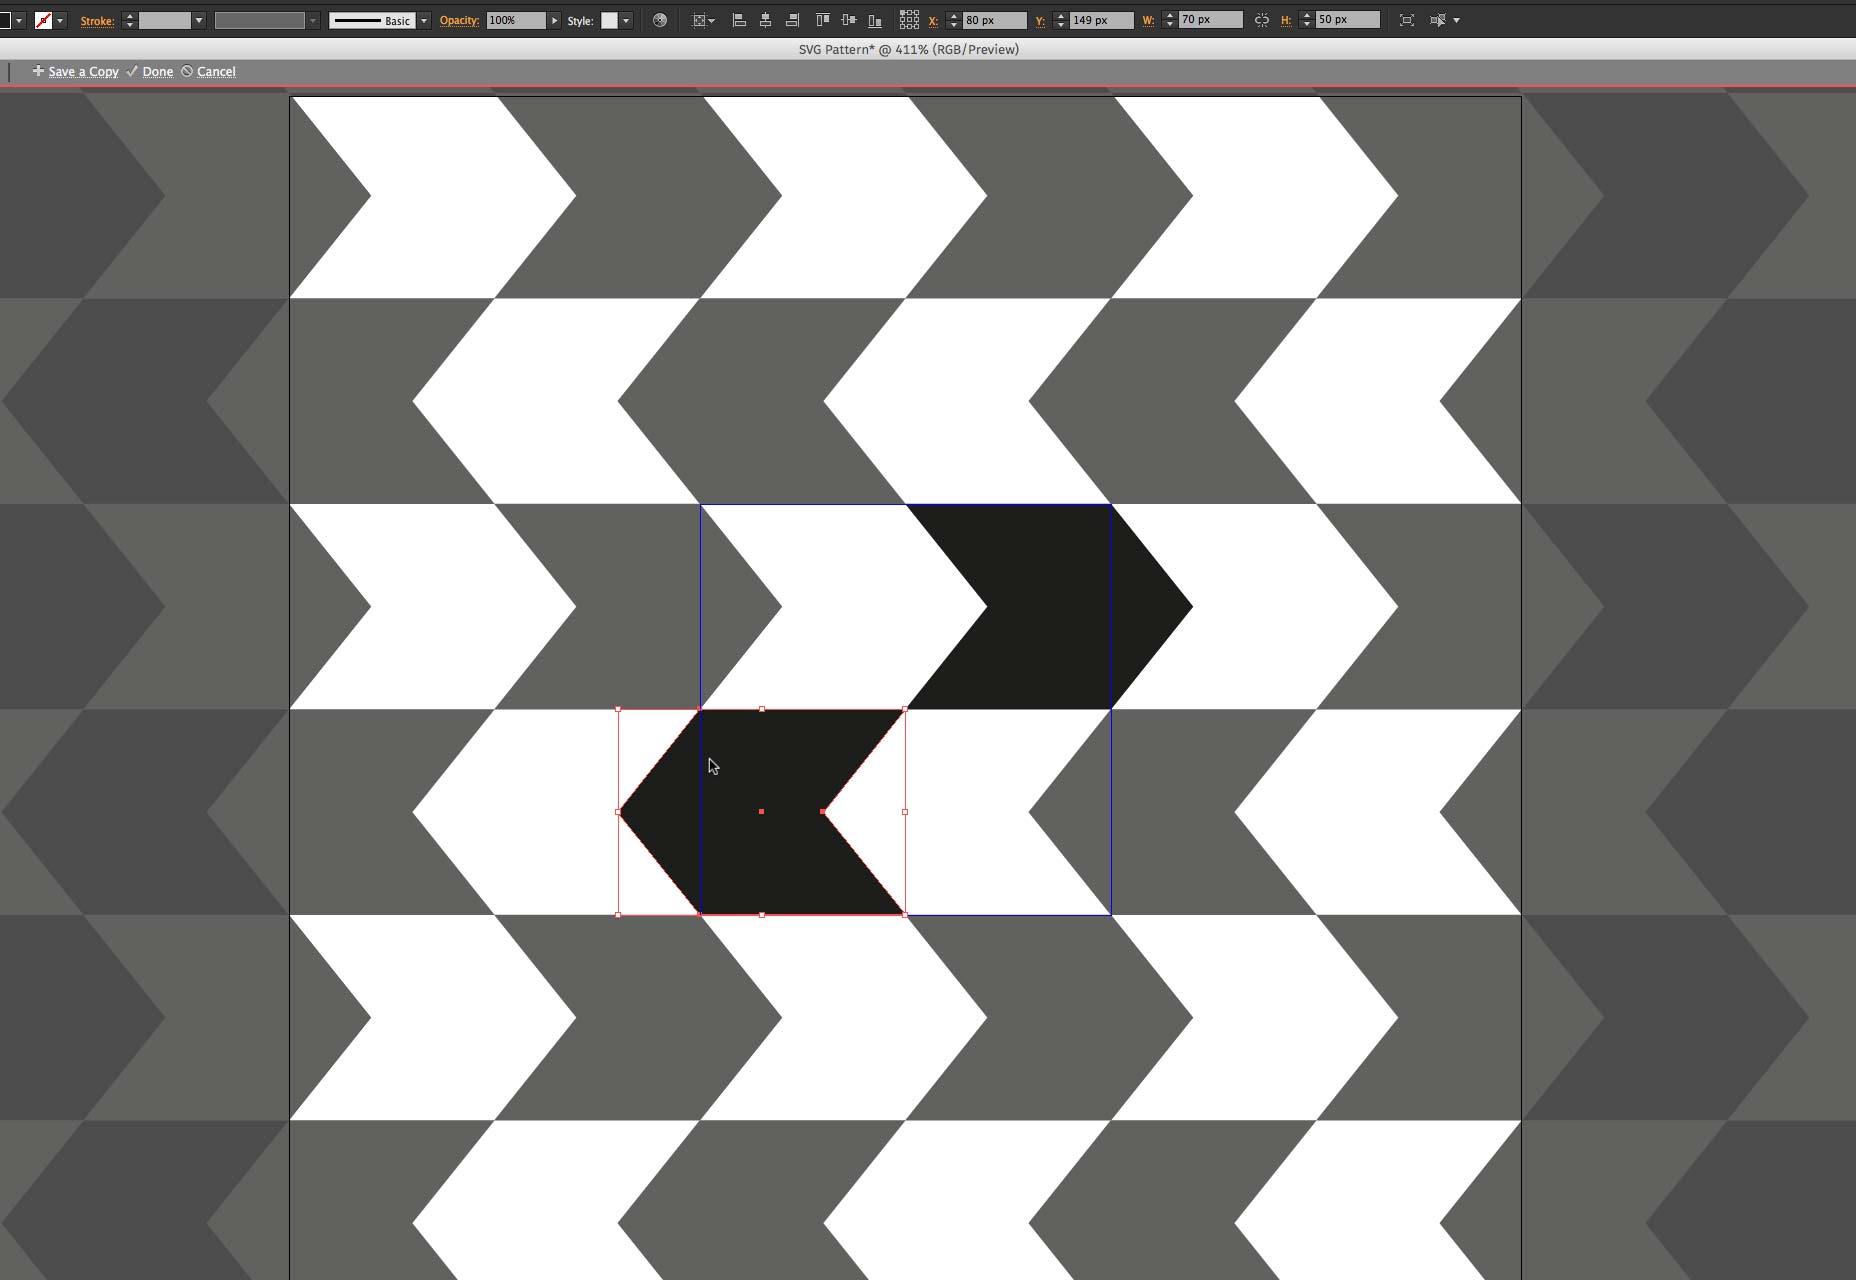 Stroke: Basic Opacity: 100% Style: X: 80 px Y: 149 px W: 70 px H: 50 px
SVG Pattern* @ 411% (RGB/Preview)
Save a Copy Done Cancel